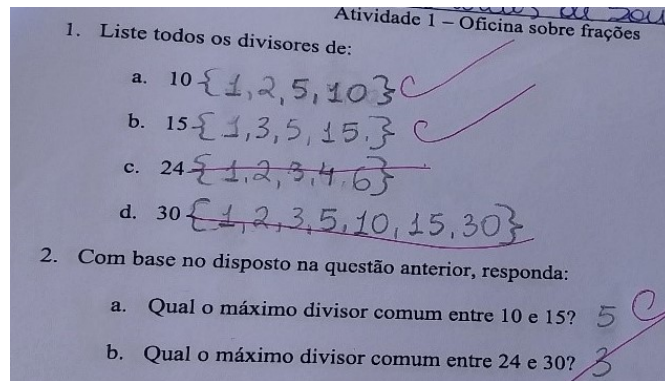 Atividade 1 – Oficina sobre frações
1. Liste todos os divisores de:
a. 10 {1, 2, 5, 10}
b. 15 {1, 3, 5, 15.}
c. 24 {1, 2, 3, 4, 6}
d. 30 {1, 2, 3, 5, 10, 15, 30}
2. Com base no disposto na questão anterior, responda:
a. Qual o máximo divisor comum entre 10 e 15? 5
b. Qual o máximo divisor comum entre 24 e 30? 3